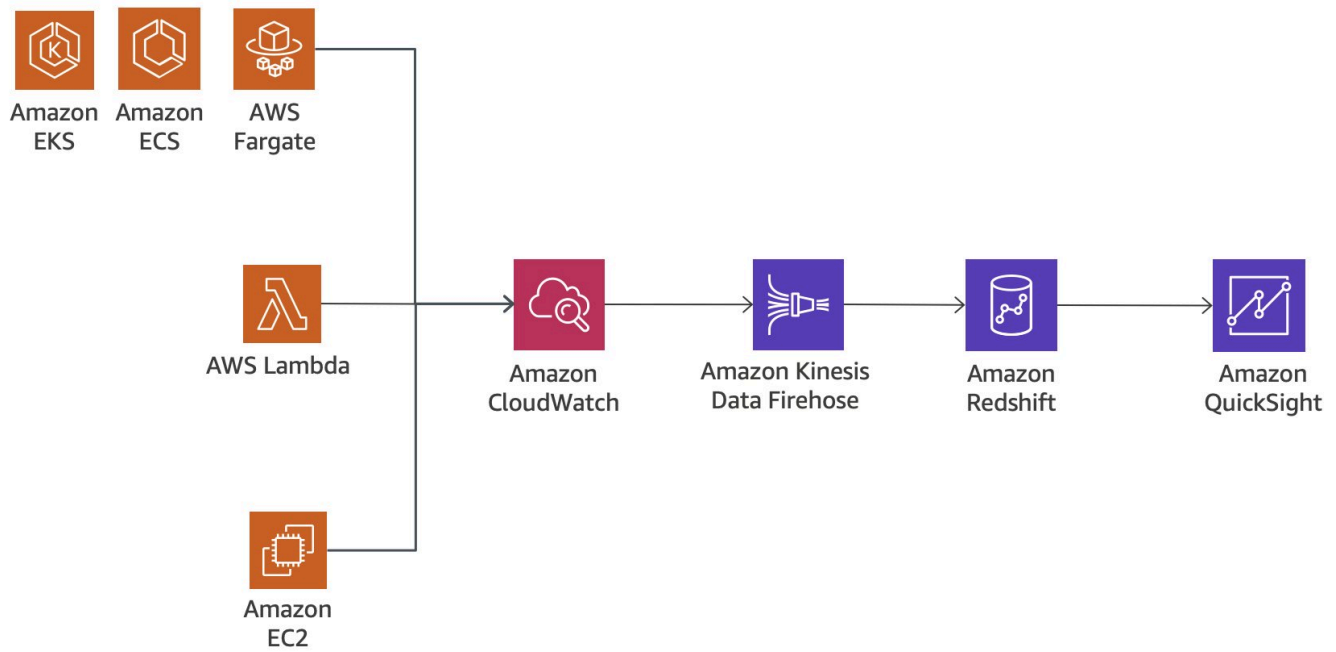 Amazon
EKS
Amazon
ECS
AWS
Fargate
AWS Lambda
Amazon
CloudWatch
Amazon Kinesis
Data Firehose
Amazon
Redshift
Amazon
QuickSight
Amazon
EC2